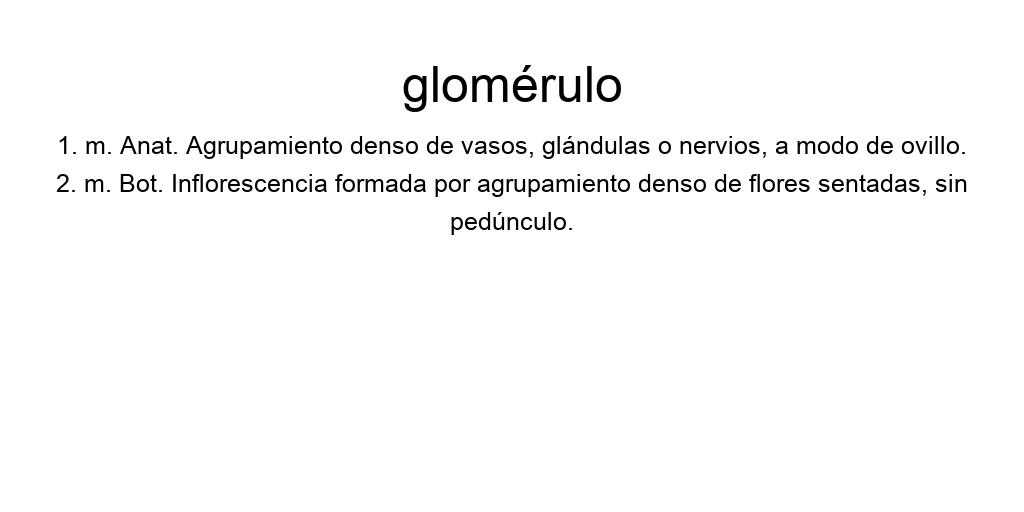 glomérulo
1. m. Anat. Agrupamiento denso de vasos, glándulas o nervios, a modo de ovillo.
2. m. Bot. Inflorescencia formada por agrupamiento denso de flores sentadas, sin
pedúnculo.